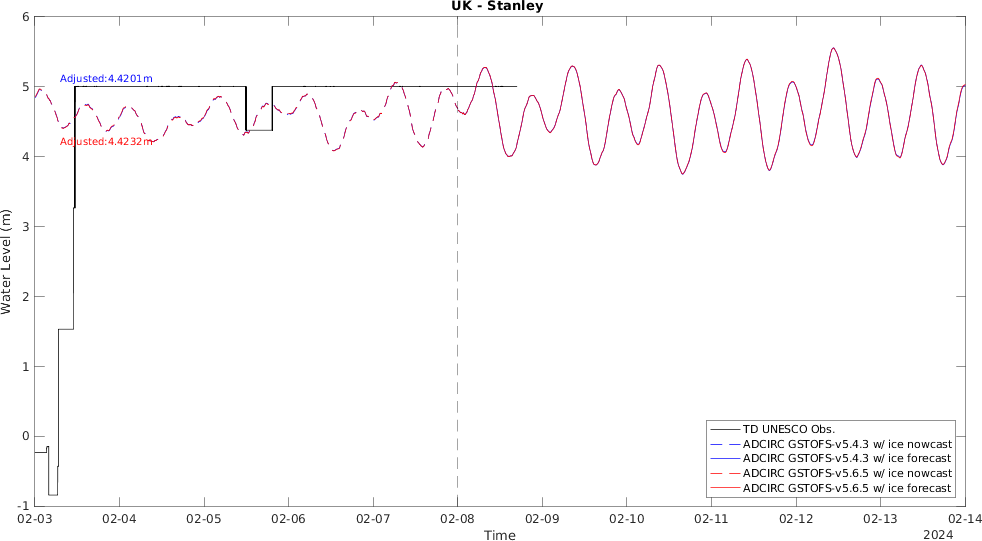 UK - Stanley
6
5
4
3
2
1
0
-1
Water Level (m)
Adjusted:4.4201m
Adjusted:4.4232m
TD UNESCO Obs.
ADCIRC GSTOFS-v5.4.3 w/ ice nowcast
ADCIRC GSTOFS-v5.4.3 w/ ice forecast
ADCIRC GSTOFS-v5.6.5 w/ ice nowcast
ADCIRC GSTOFS-v5.6.5 w/ ice forecast
02-03 02-04 02-05 02-06 02-07 02-08 02-09 02-10 02-11 02-12 02-13 02-14
Time
2024